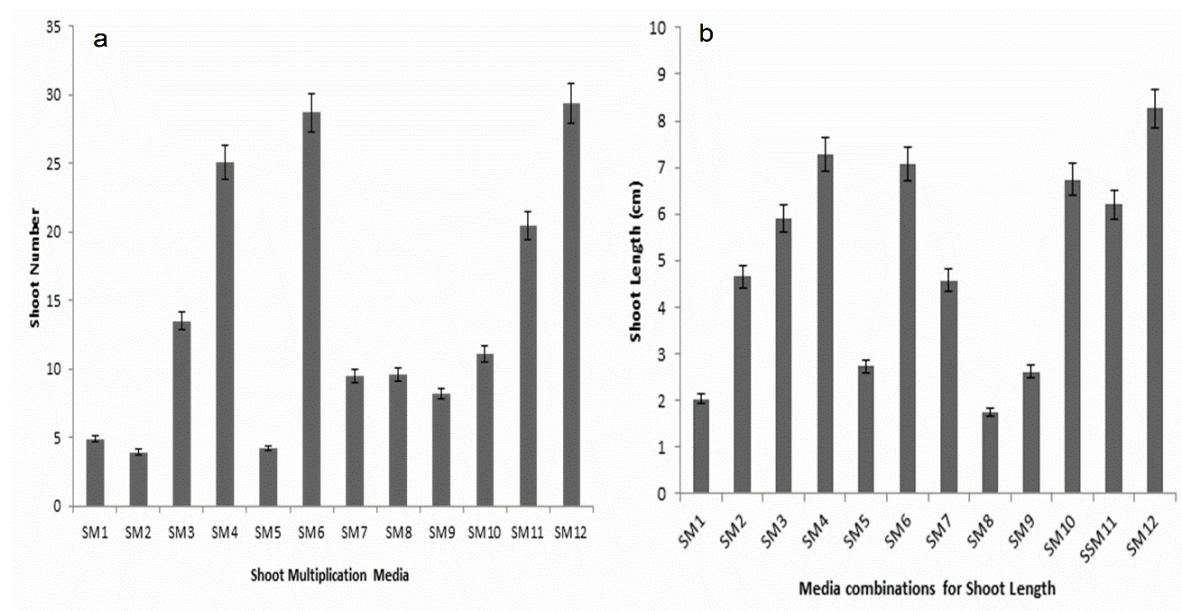 a
35
30
25
20
15
10
5
0
Shoot Number
SM1 SM2 SM3 SM4 SM5 SM6 SM7 SM8 SM9 SM10 SM11 SM12
Shoot Multiplication Media
b
10
9
8
7
6
5
4
3
2
1
0
Shoot Length (cm)
SM1 SM2 SM3 SM4 SM5 SM6 SM7 SM8 SM9 SM10 SSM11 SM12
Media combinations for Shoot Length